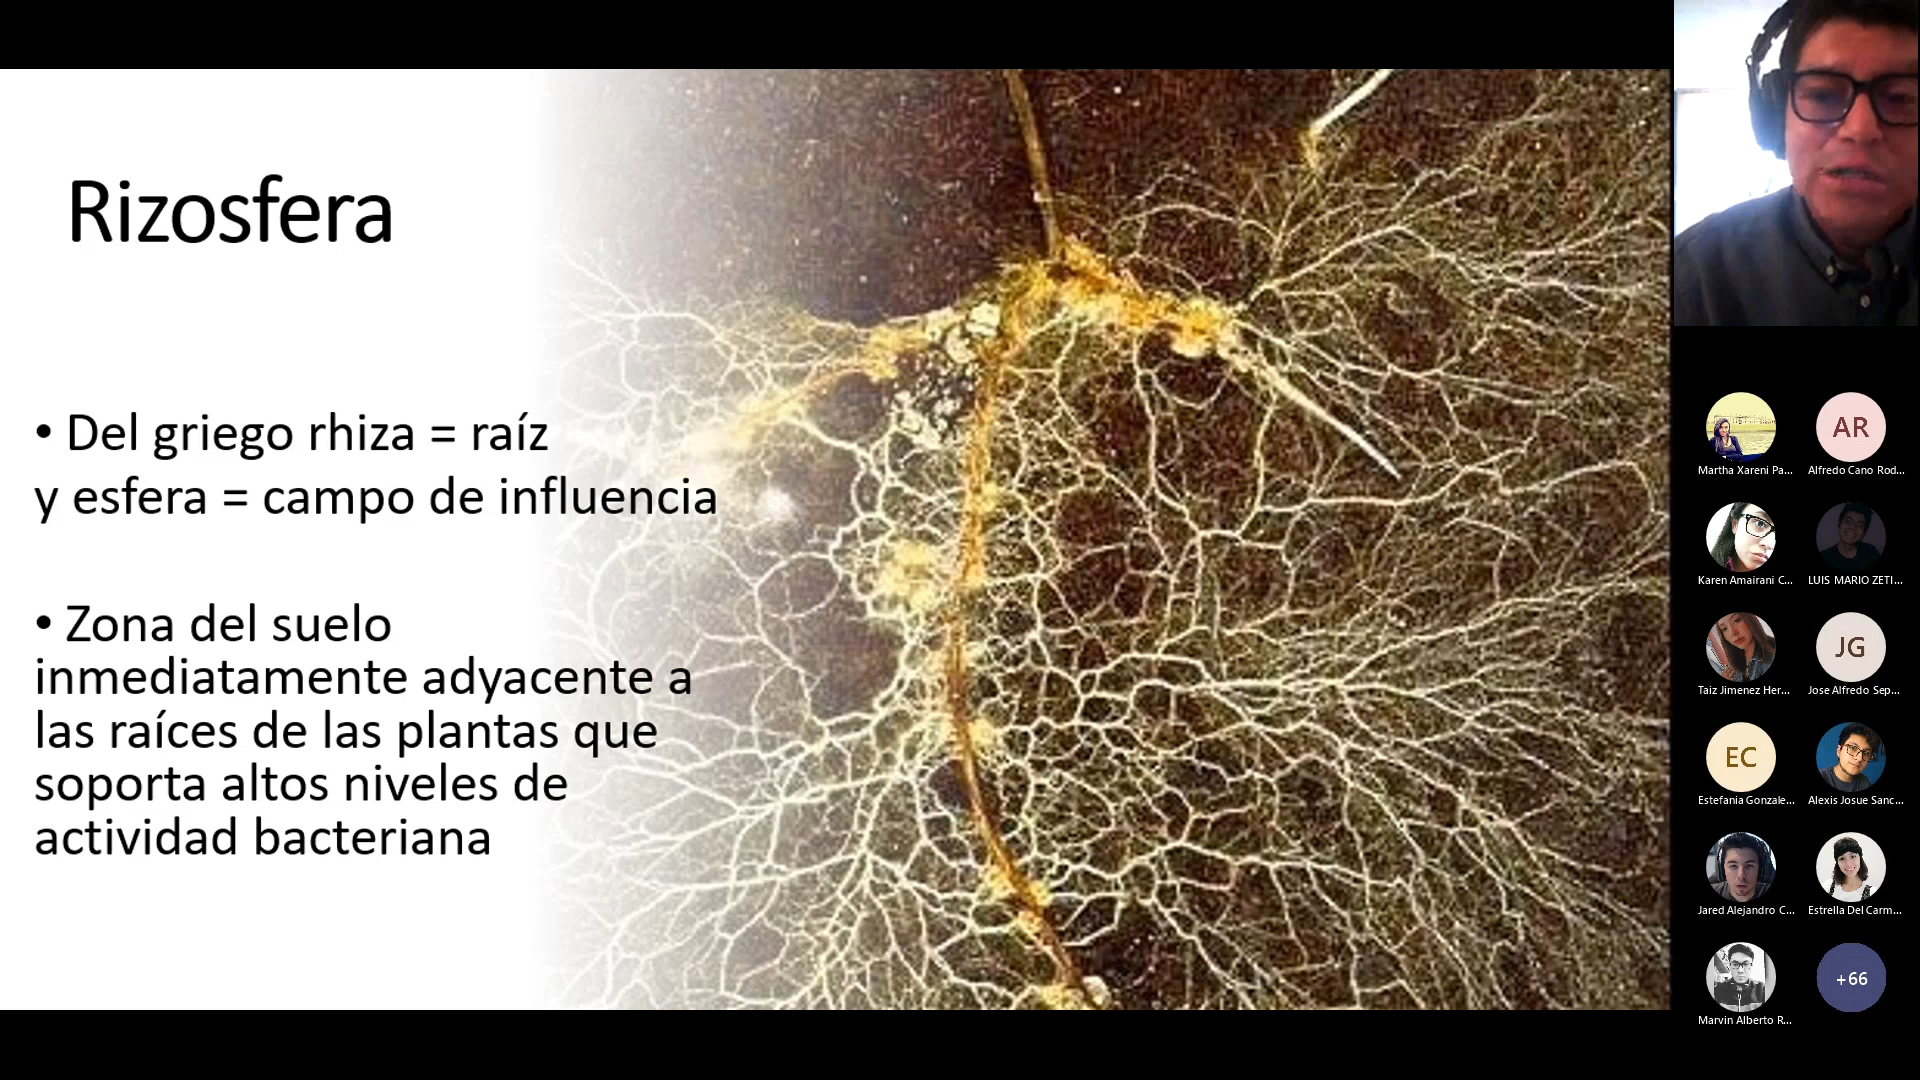 Rizosfera
• Del griego rhiza = raíz
y esfera = campo de influencia
• Zona del suelo
inmediatamente adyacente a
las raíces de las plantas que
soporta altos niveles de
actividad bacteriana
Martha Xareni Pa...
AR
Alfredo Cano Rod...
Karen Amairani C...
LUIS MARIO ZETI...
Taiz Jimenez Her...
JG
Jose Alfredo Sep...
EC
Estefania Gonzale...
Alexis Josue Sanc...
Jared Alejandro C...
Estrella Del Carm...
Marvin Alberto R...
+66